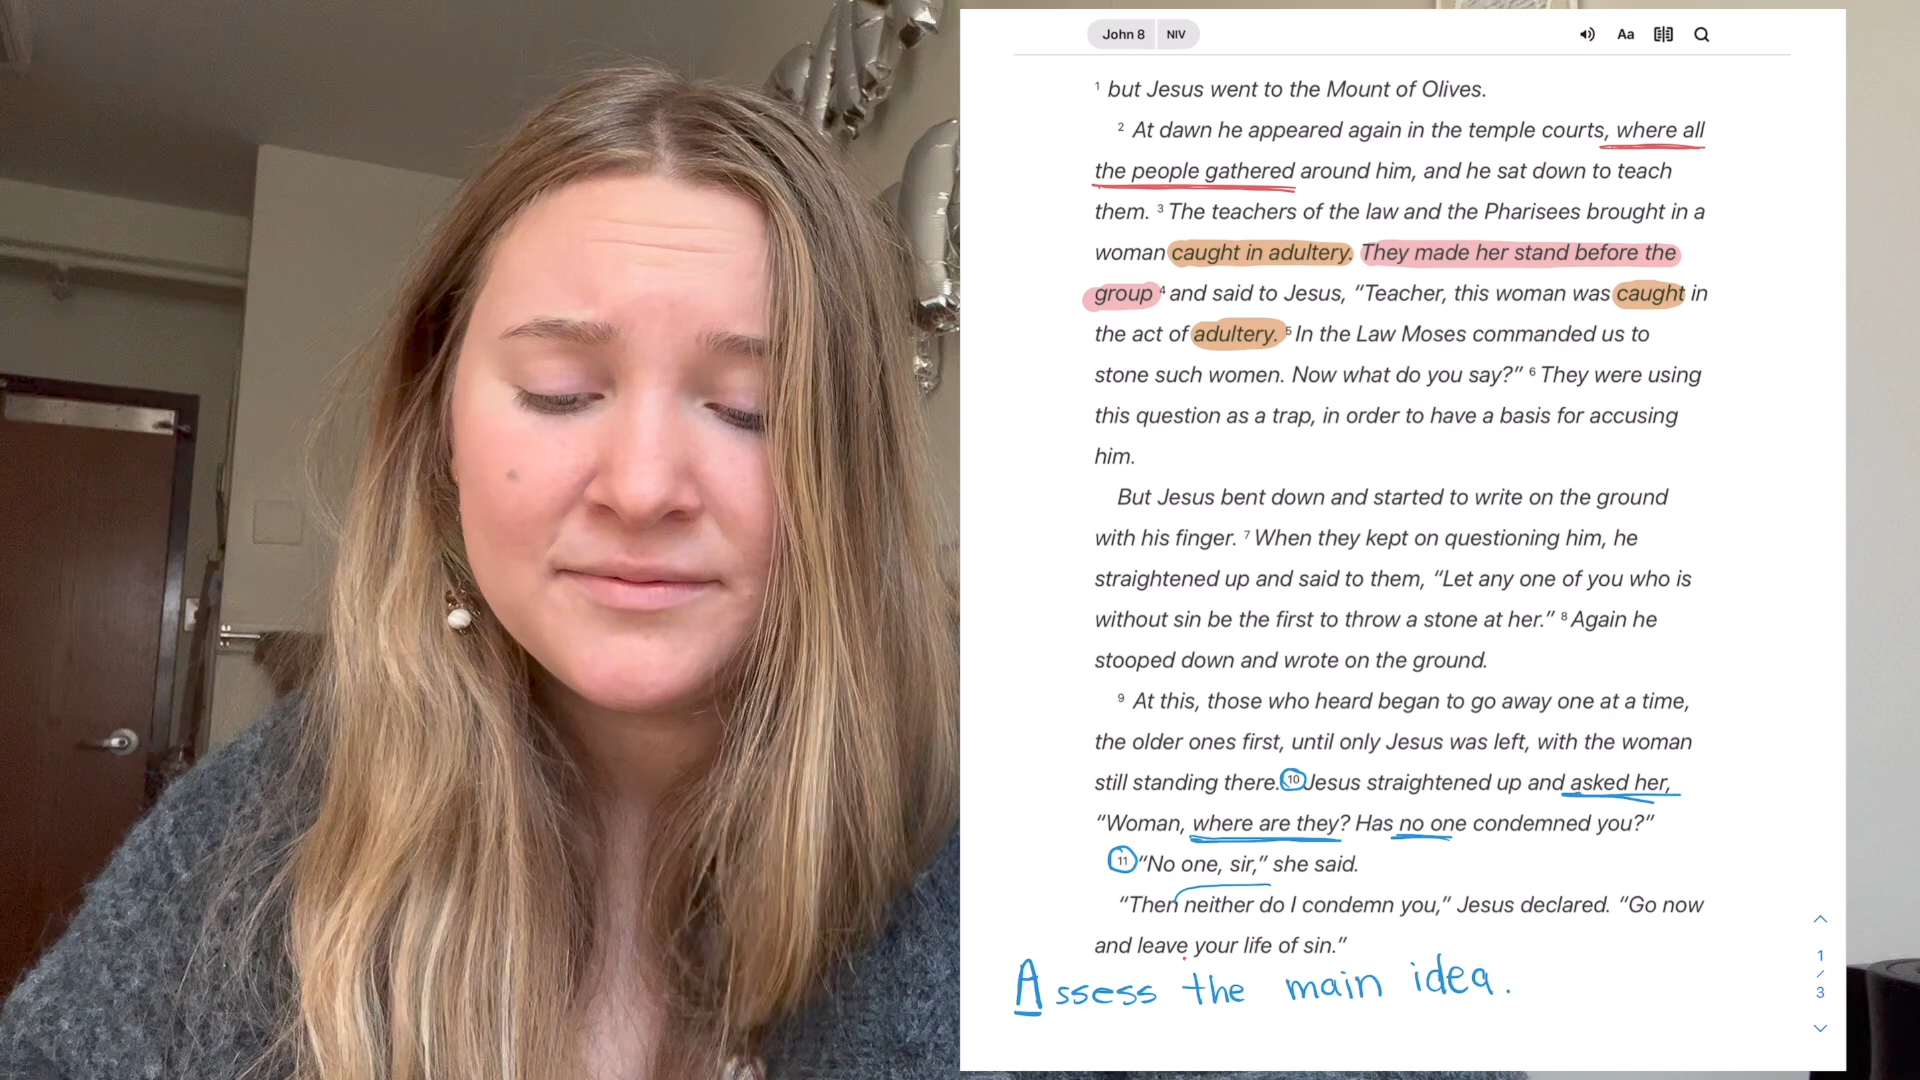 John 8 NIV Aa
1 but Jesus went to the Mount of Olives.
2 At dawn he appeared again in the temple courts, where all
the people gathered around him, and he sat down to teach
them. 3 The teachers of the law and the Pharisees brought in a
woman caught in adultery. They made her stand before the
group 4 and said to Jesus, “Teacher, this woman was caught in
the act of adultery. 5 In the Law Moses commanded us to
stone such women. Now what do you say?” 6 They were using
this question as a trap, in order to have a basis for accusing
him.
But Jesus bent down and started to write on the ground
with his finger. 7 When they kept on questioning him, he
straightened up and said to them, “Let any one of you who is
without sin be the first to throw a stone at her.” 8 Again he
stooped down and wrote on the ground.
9 At this, those who heard began to go away one at a time,
the older ones first, until only Jesus was left, with the woman
still standing there. 10 Jesus straightened up and asked her,
“Woman, where are they? Has no one condemned you?”
11 “No one, sir,” she said.
“Then neither do I condemn you,” Jesus declared. “Go now
and leave your life of sin.”
Assess the main idea.
1
/
3